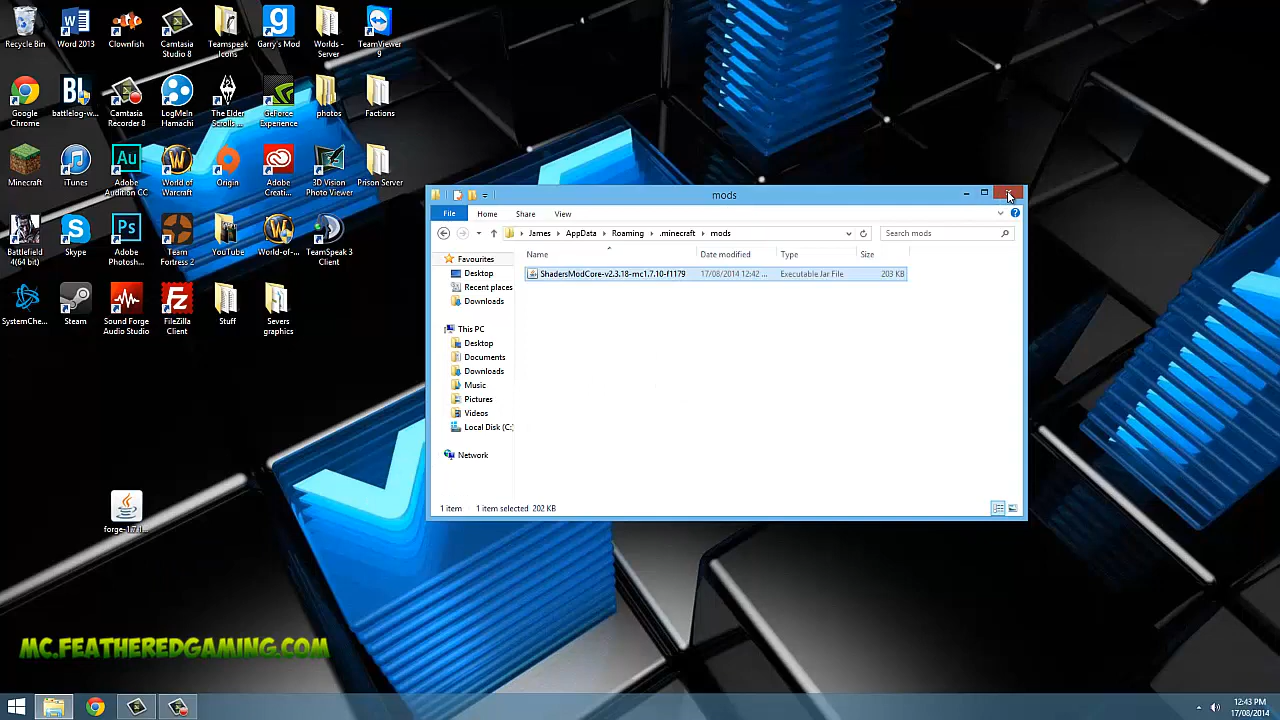 Recycle Bin
Word 2013
Clownfish
Camtasia Studio 8
Teamspeak Icons
Garry's Mod
Worlds - Server
TeamViewer 9
Google Chrome
battlelog-w...
Camtasia Recorder 8
LogMeIn Hamachi
The Elder Scrolls ...
GeForce Experience
photos
Factions
Minecraft
iTunes
Adobe Audition CC
World of Warcraft
Origin
Adobe Creati...
3D Vision Photo Viewer
Prison Server
Battlefield 4(64 bit)
Skype
Adobe Photosh...
Team Fortress 2
YouTube
World-of-...
TeamSpeak 3 Client
SystemChe...
Steam
Sound Forge Audio Studio
FileZilla Client
Stuff
Severs graphics
forge-1.7.1...
mods
File Home Share View
James AppData Roaming .minecraft mods
Search mods
Name Date modified Type Size
ShadersModCore-v2.3.18-mc1.7.10-f1179 17/08/2014 12:42 ... Executable Jar File 203 KB
Favourites
Desktop
Recent places
Downloads
This PC
Desktop
Documents
Downloads
Music
Pictures
Videos
Local Disk (C:)
Network
1 item 1 item selected 202 KB
MC.FEATHEREDGAMING.COM
12:43 PM
17/08/2014